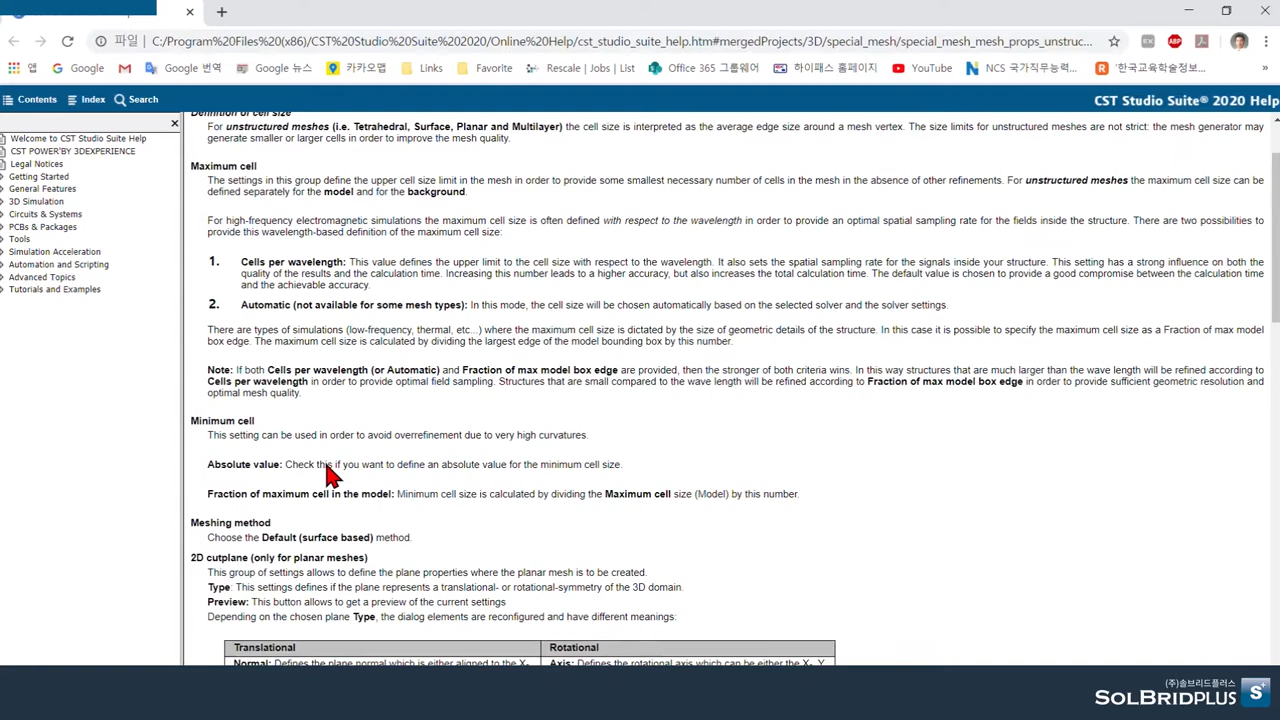 파일 C:/Program%20Files%20(x86)/CST%20Studio%20Suite%202020/Online%20Help/cst_studio_suite_help.htm#mergedProjects/3D/special_mesh/special_mesh_mesh_props_unstruc...
앱 Google Google 번역 Google 뉴스 카카오맵 Links Favorite Rescale | Jobs | List Office 365 그룹웨어 하이패스 홈페이지 YouTube NCS 국가직무능력... '한국교육학술정보... »
Contents Index Search CST Studio Suite® 2020 Help
Welcome to CST Studio Suite Help
CST POWER'BY 3DEXPERIENCE
Legal Notices
Getting Started
General Features
3D Simulation
Circuits & Systems
PCBs & Packages
Tools
Simulation Acceleration
Automation and Scripting
Advanced Topics
Tutorials and Examples
Definition of cell size
For unstructured meshes (i.e. Tetrahedral, Surface, Planar and Multilayer) the cell size is interpreted as the average edge size around a mesh vertex. The size limits for unstructured meshes are not strict: the mesh generator may
generate smaller or larger cells in order to improve the mesh quality.
Maximum cell
The settings in this group define the upper cell size limit in the mesh in order to provide some smallest necessary number of cells in the mesh in the absence of other refinements. For unstructured meshes the maximum cell size can be
defined separately for the model and for the background.
For high-frequency electromagnetic simulations the maximum cell size is often defined with respect to the wavelength in order to provide an optimal spatial sampling rate for the fields inside the structure. There are two possibilities to
provide this wavelength-based definition of the maximum cell size:
1. Cells per wavelength: This value defines the upper limit to the cell size with respect to the wavelength. It also sets the spatial sampling rate for the signals inside your structure. This setting has a strong influence on both the
quality of the results and the calculation time. Increasing this number leads to a higher accuracy, but also increases the total calculation time. The default value is chosen to provide a good compromise between the calculation time
and the achievable accuracy.
2. Automatic (not available for some mesh types): In this mode, the cell size will be chosen automatically based on the selected solver and the solver settings.
There are types of simulations (low-frequency, thermal, etc...) where the maximum cell size is dictated by the size of geometric details of the structure. In this case it is possible to specify the maximum cell size as a Fraction of max model
box edge. The maximum cell size is calculated by dividing the largest edge of the model bounding box by this number.
Note: If both Cells per wavelength (or Automatic) and Fraction of max model box edge are provided, then the stronger of both criteria wins. In this way structures that are much larger than the wave length will be refined according to
Cells per wavelength in order to provide optimal field sampling. Structures that are small compared to the wave length will be refined according to Fraction of max model box edge in order to provide sufficient geometric resolution and
optimal mesh quality.
Minimum cell
This setting can be used in order to avoid overrefinement due to very high curvatures.
Absolute value: Check this if you want to define an absolute value for the minimum cell size.
Fraction of maximum cell in the model: Minimum cell size is calculated by dividing the Maximum cell size (Model) by this number.
Meshing method
Choose the Default (surface based) method.
2D cutplane (only for planar meshes)
This group of settings allows to define the plane properties where the planar mesh is to be created.
Type: This settings defines if the plane represents a translational- or rotational-symmetry of the 3D domain.
Preview: This button allows to get a preview of the current settings
Depending on the chosen plane Type, the dialog elements are reconfigured and have different meanings:
Translational Rotational
Normal: Defines the plane normal which is either aligned to the X- Axis: Defines the rotational axis which can be either the X-, Y
(주)솔브리드플러스
SOLBRIDPLUS S+